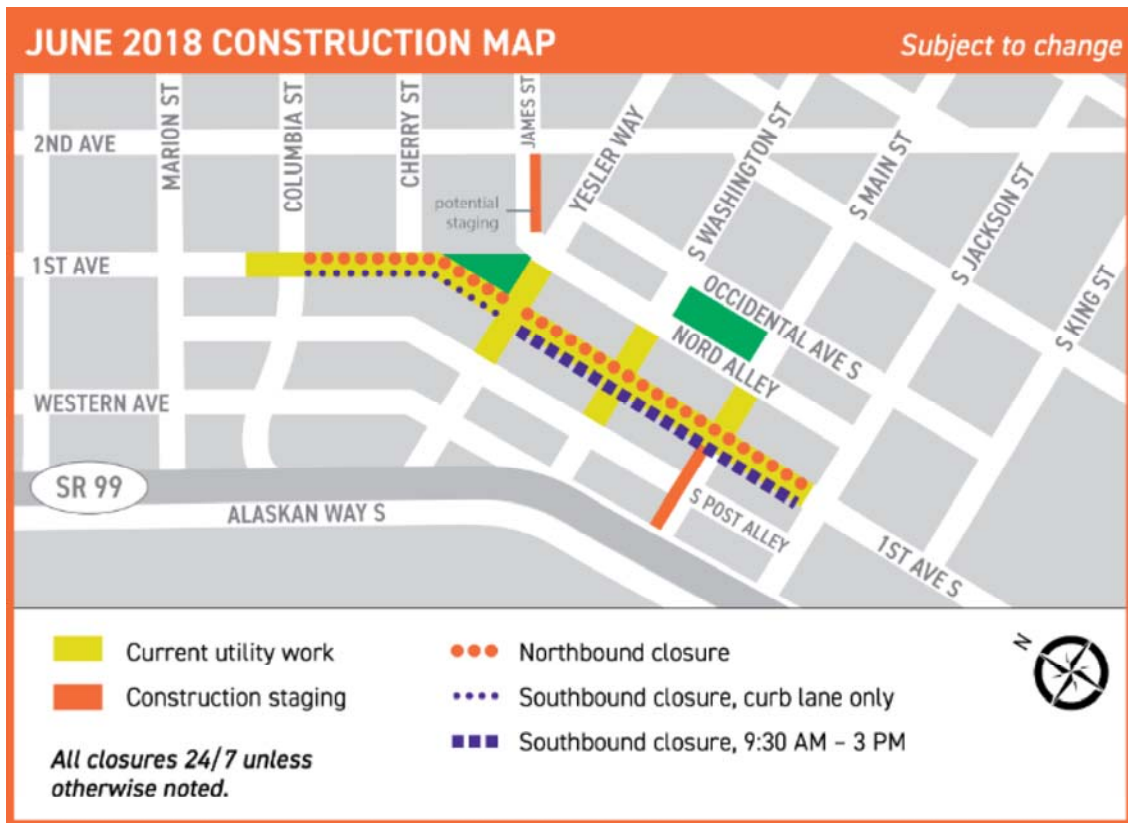 JUNE 2018 CONSTRUCTION MAP
Subject to change
2ND AVE
MARION ST
COLUMBIA ST
CHERRY ST
JAMES ST
YESLER WAY
S WASHINGTON ST
S MAIN ST
S JACKSON ST
S KING ST
potential
staging
1ST AVE
OCCIDENTAL AVE S
NORD ALLEY
WESTERN AVE
SR 99
ALASKAN WAY S
S POST ALLEY
1ST AVE S
Current utility work
Construction staging
All closures 24/7 unless
otherwise noted.
Northbound closure
Southbound closure, curb lane only
Southbound closure, 9:30 AM – 3 PM
N